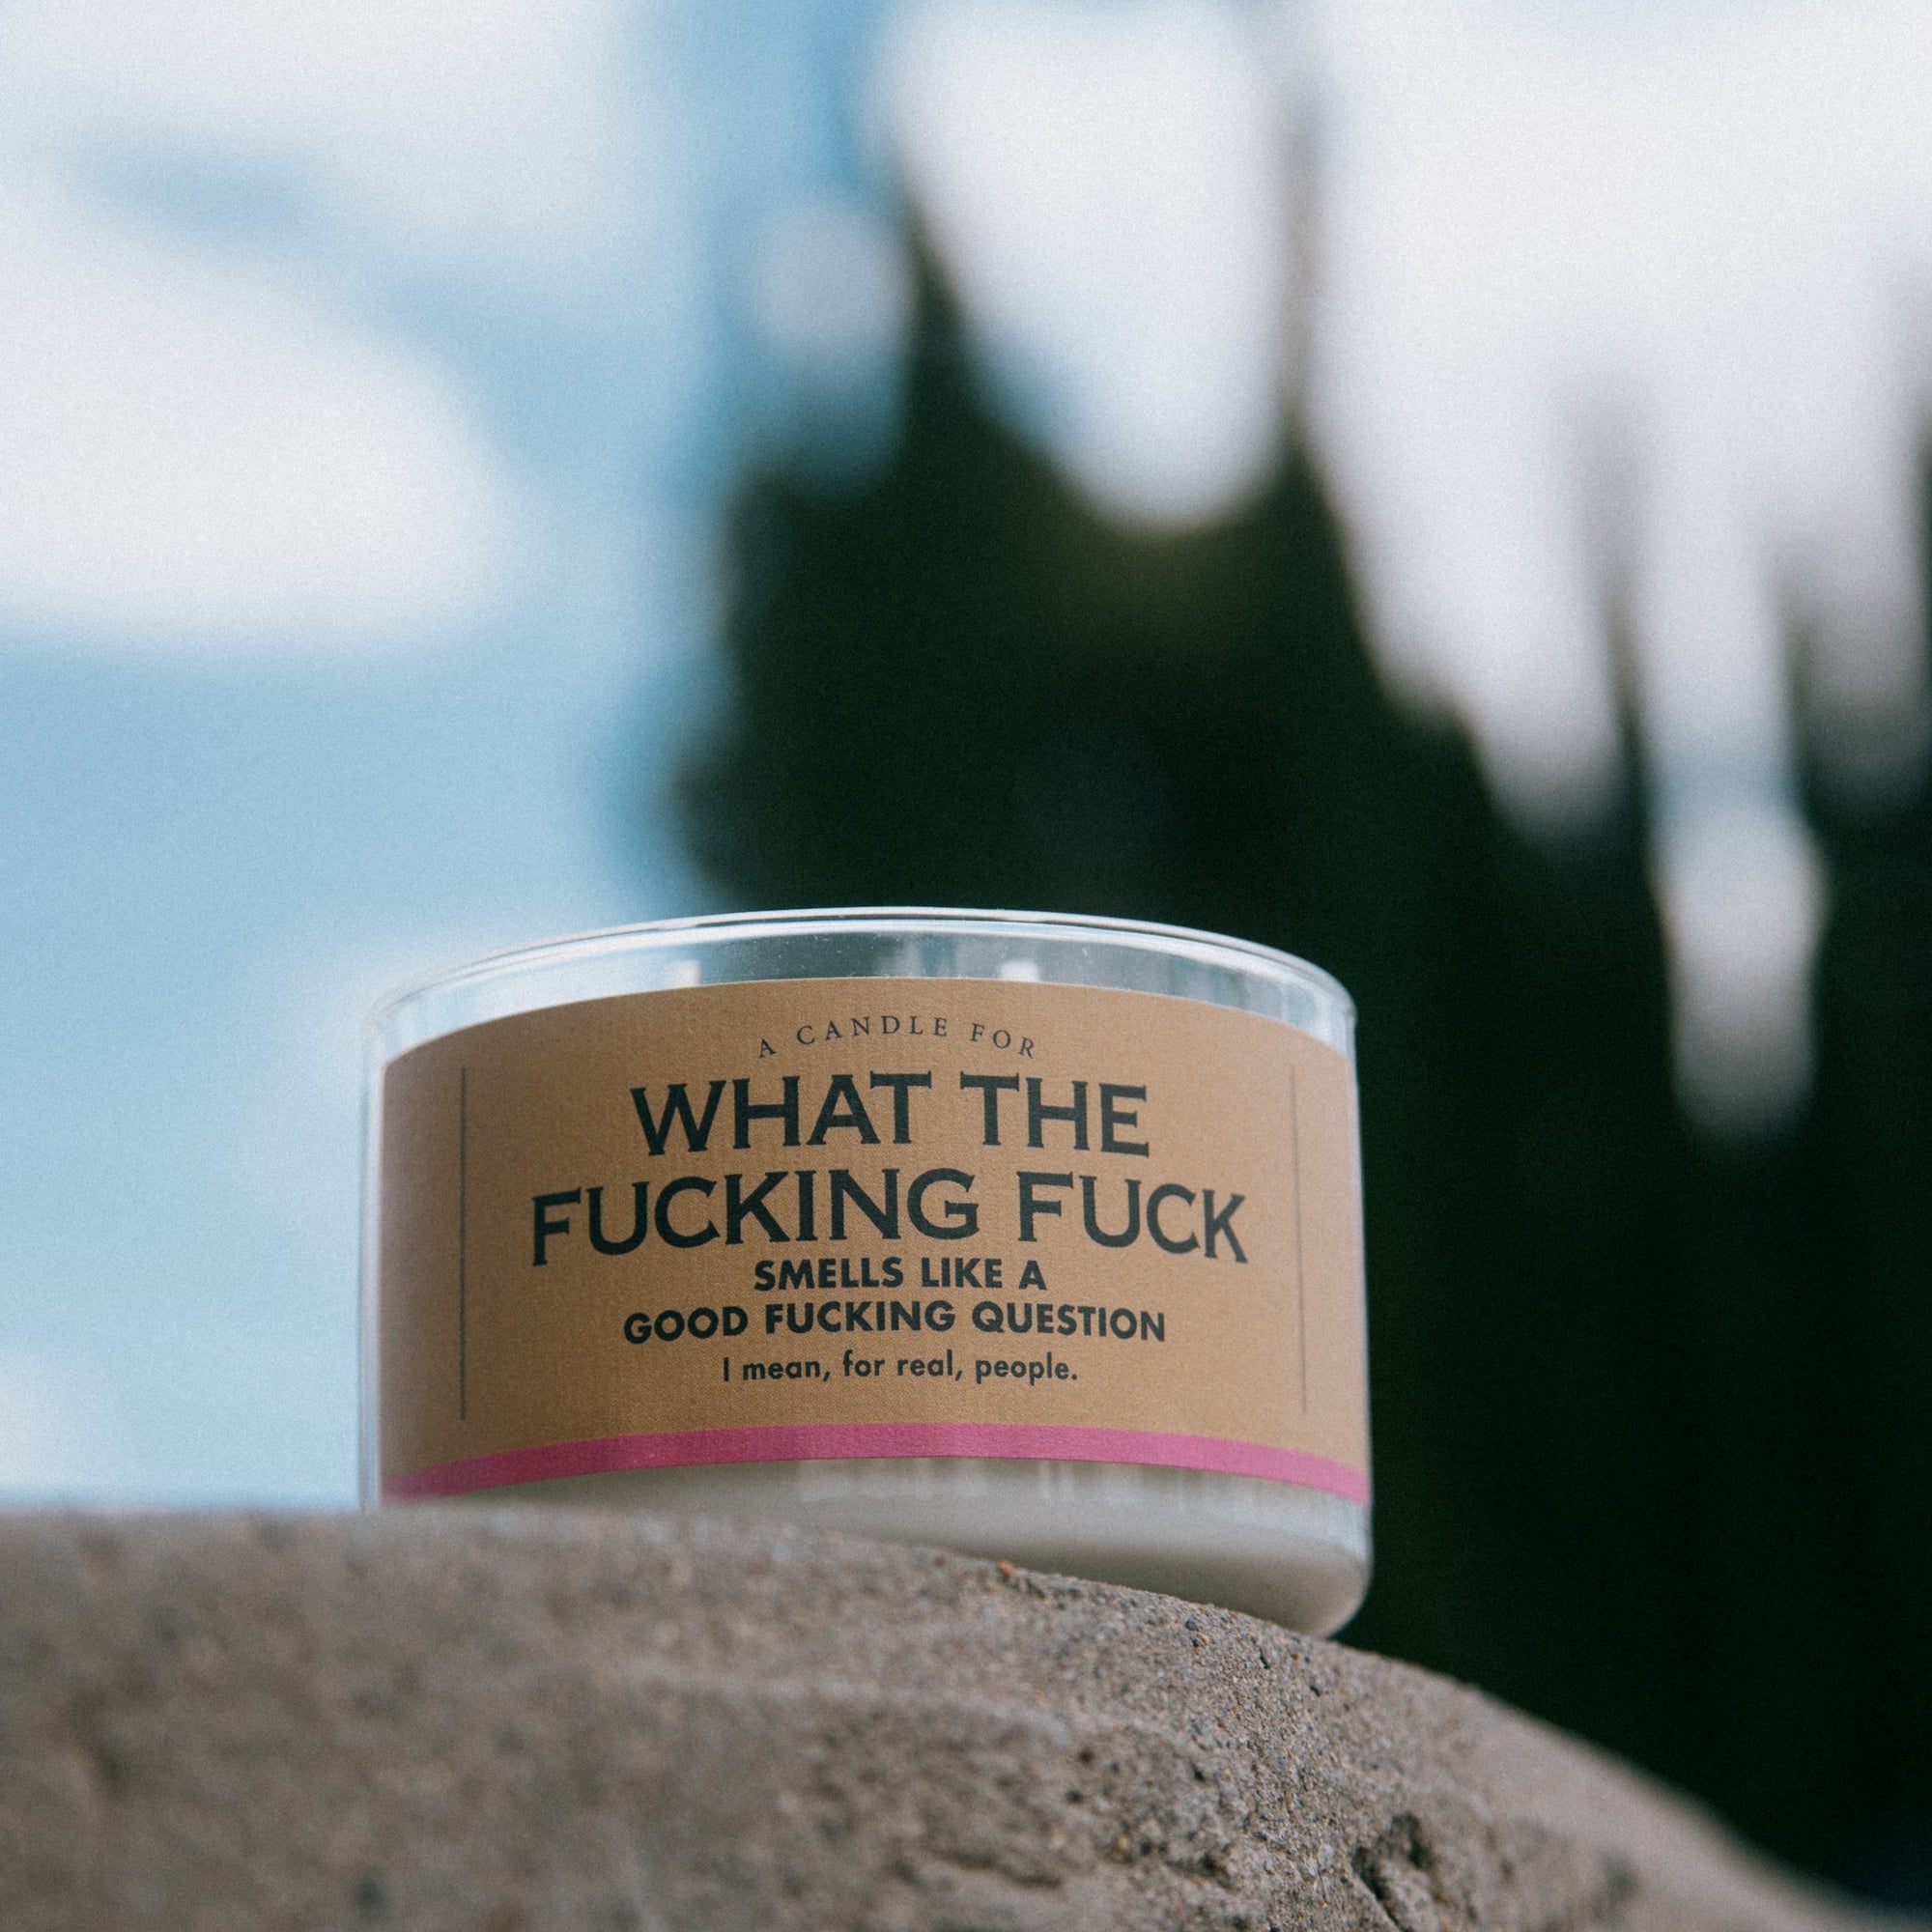 A CANDLE FOR
WHAT THE
FUCKING FUCK
SMELLS LIKE A
GOOD FUCKING QUESTION
I mean, for real, people.